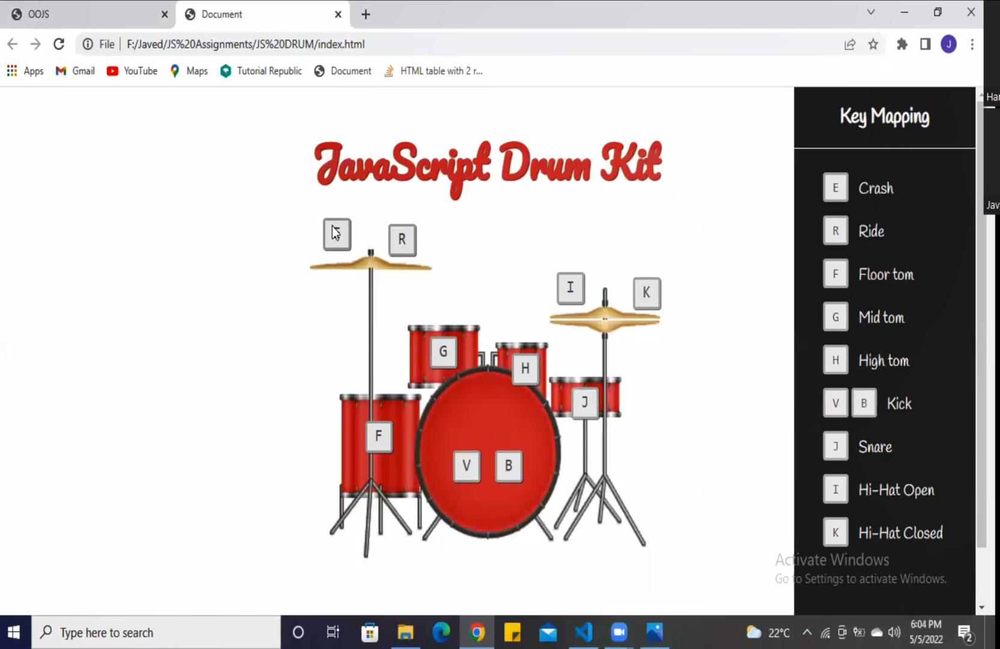 OOJS
Document
File
F:/Javed/JS%20Assignments/JS%20DRUM/index.html
J
Apps
Gmail
YouTube
Maps
Tutorial Republic
Document
HTML table with 2 r...
Key Mapping
JavaScript Drum Kit
E Crash
R Ride
F Floor tom
G Mid tom
H High tom
V B Kick
J Snare
I Hi-Hat Open
K Hi-Hat Closed
R
I
K
G
H
J
F
V B
Activate Windows
Go to Settings to activate Windows.
Type here to search
22°C
6:04 PM
5/5/2022
2